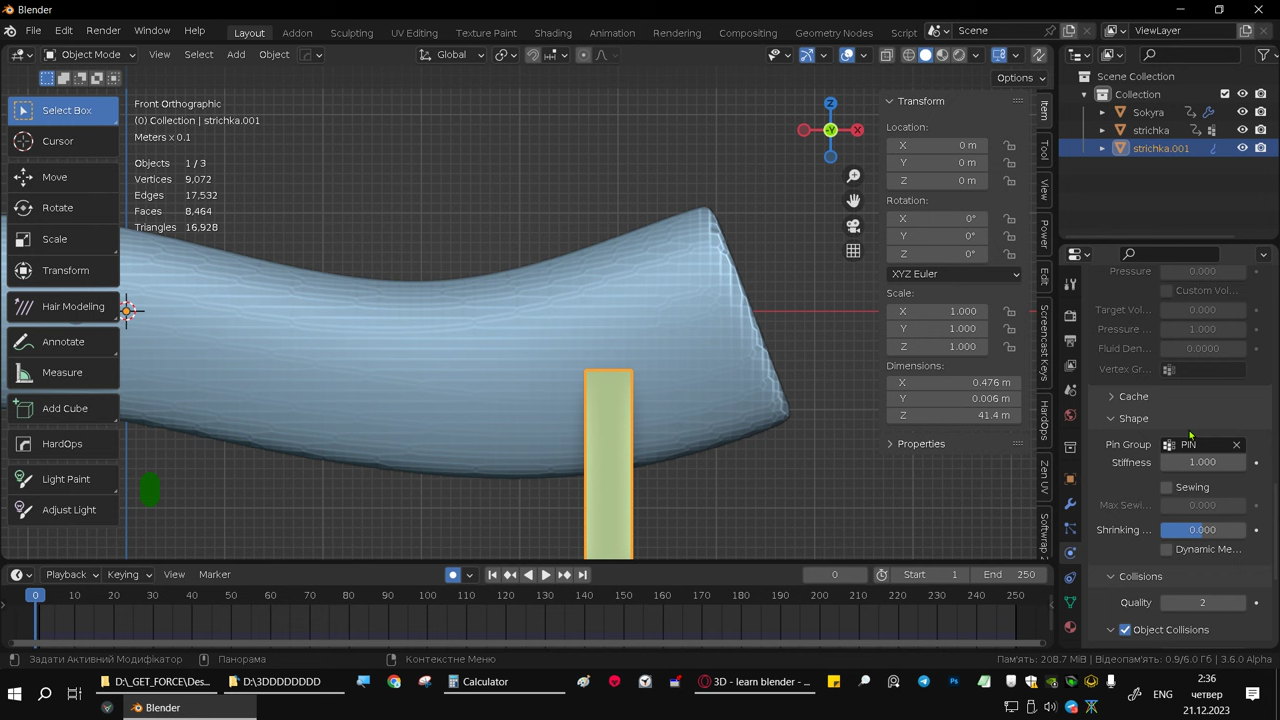 Blender
File Edit Render Window Help Layout Addon Sculpting UV Editing Texture Paint Shading Animation Rendering Compositing Geometry Nodes Script Scene ViewLayer
Object Mode View Select Add Object Global
Options
Select Box
Cursor
Move
Rotate
Scale
Transform
Hair Modeling
Annotate
Measure
Add Cube
HardOps
Light Paint
Adjust Light
Front Orthographic
(0) Collection | strichka.001
Meters x 0.1
Objects 1 / 3
Vertices 9,072
Edges 17,532
Faces 8,464
Triangles 16,928
Z
-Y
X
Transform
Location:
X 0 m
Y 0 m
Z 0 m
Rotation:
X 0°
Y 0°
Z 0°
XYZ Euler
Scale:
X 1.000
Y 1.000
Z 1.000
Dimensions:
X 0.476 m
Y 0.006 m
Z 41.4 m
Properties
Item
Tool
View
Power
Edit
Screencast Keys
HardOps
Zen UV
Softwrap 2
Scene Collection
Collection
Sokyra
strichka
strichka.001
Pressure 0.000
Custom Vol...
Target Vol... 0.000
Pressure ... 1.000
Fluid Den... 0.0000
Vertex Gr...
Cache
Shape
Pin Group PIN
Stiffness 1.000
Sewing
Max Sewi... 0.000
Shrinking ... 0.000
Dynamic Me...
Collisions
Quality 2
Object Collisions
Playback Keying View Marker 0 Start 1 End 250
0 10 20 30 40 50 60 70 80 90 100 110 120 130 140 150 160 170 180 190 200 210 220 230 240 250
Задати Активний Модифікатор Панорама Контекстне Меню Пам'ять: 208.7 MiB | Відеопам'ять: 0.9/6.0 Гб | 3.6.0 Alpha
D:\_GET_FORCE\Des... D:\3DDDDDDDD Calculator 3D - learn blender - ...
Blender
ENG
2:36
четвер
21.12.2023